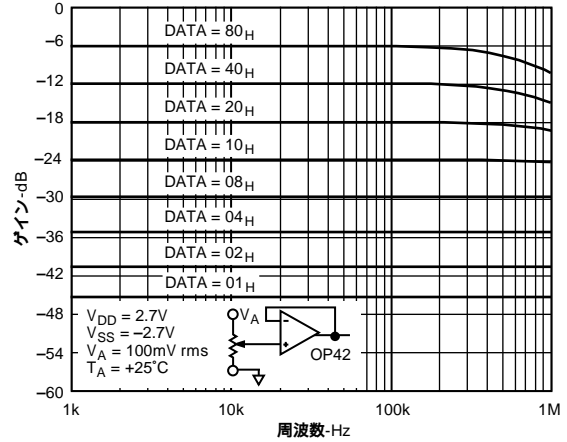 0
−6
−12
−18
−24
−30
−36
−42
−48
−54
−60
ゲイン-dB
DATA = 80H
DATA = 40H
DATA = 20H
DATA = 10H
DATA = 08H
DATA = 04H
DATA = 02H
DATA = 01H
VDD = 2.7V
VSS = −2.7V
VA = 100mV rms
TA = +25°C
VA
−
+
OP42
1k
10k
100k
1M
周波数-Hz